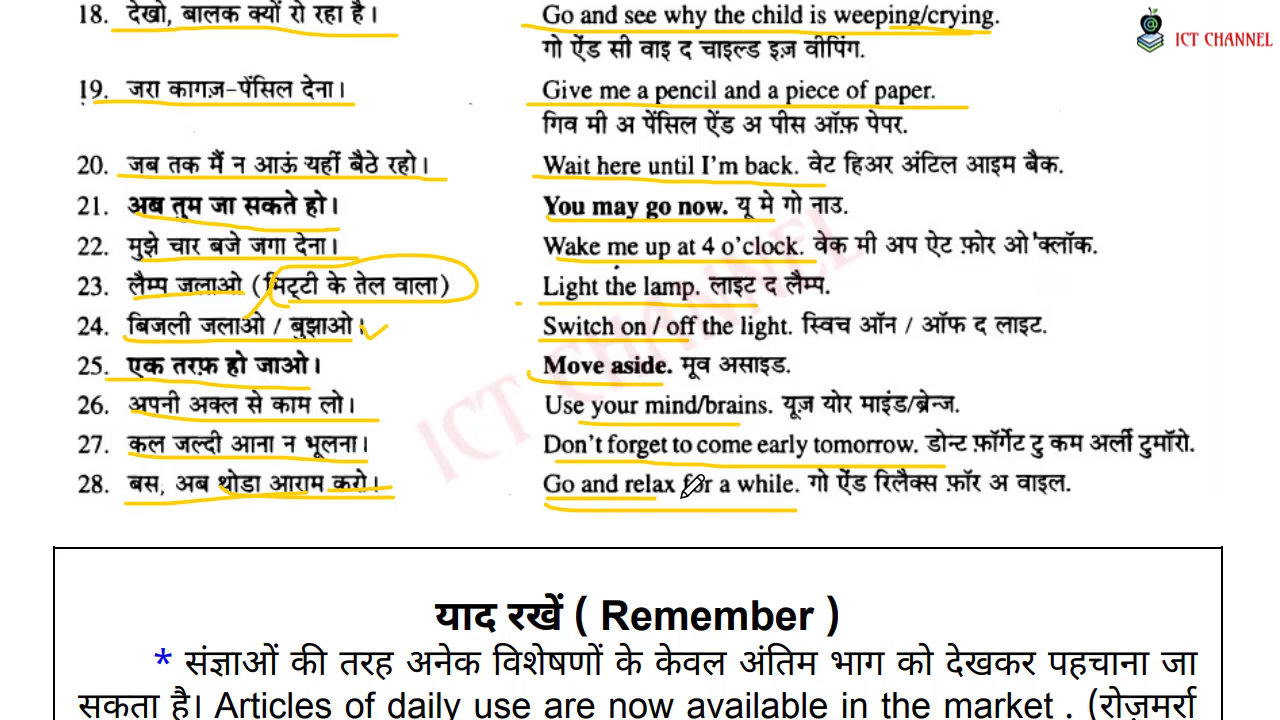 18. देखो, बालक क्यों रो रहा है। Go and see why the child is weeping/crying.
ICT CHANNEL
गो ऐंड सी वाइ द चाइल्ड इज़ वीपिंग.
19. जरा कागज़-पेंसिल देना। Give me a pencil and a piece of paper.
गिव मी अ पेंसिल ऐंड अ पीस ऑफ़ पेपर.
20. जब तक मैं न आऊं यहीं बैठे रहो। Wait here until I'm back. वेट हिअर अंटिल आइम बैक.
21. अब तुम जा सकते हो। You may go now. यू मे गो नाउ.
22. मुझे चार बजे जगा देना। Wake me up at 4 o'clock. वेक मी अप ऐट फ़ोर ओ'क्लॉक.
23. लैम्प जलाओ (मिट्टी के तेल वाला) Light the lamp. लाइट द लैम्प.
24. बिजली जलाओ / बुझाओ। Switch on / off the light. स्विच ऑन / ऑफ द लाइट.
25. एक तरफ़ हो जाओ। Move aside. मूव असाइड.
26. अपनी अक्ल से काम लो। Use your mind/brains. यूज़ योर माइंड/ब्रेन्ज.
27. कल जल्दी आना न भूलना। Don't forget to come early tomorrow. डोन्ट फ़ॉर्गेट टु कम अर्ली टुमॉरो.
28. बस, अब थोडा आराम करो। Go and relax for a while. गो ऐंड रिलैक्स फ़ॉर अ वाइल.
ICT CHANNEL
याद रखें ( Remember )
* संज्ञाओं की तरह अनेक विशेषणों के केवल अंतिम भाग को देखकर पहचाना जा
सकता है। Articles of daily use are now available in the market . (रोज़मर्रा